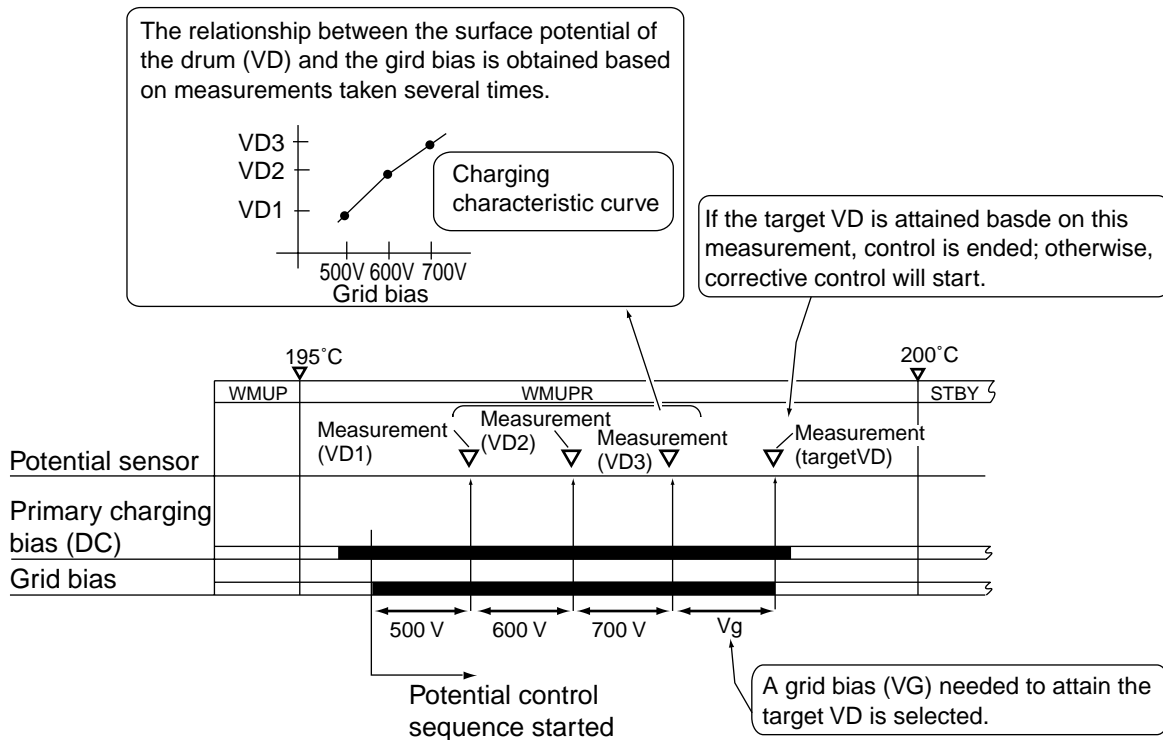 The relationship between the surface potential of
the drum (VD) and the gird bias is obtained based
on measurements taken several times.
VD3
VD2
VD1
Charging
characteristic curve
500V 600V 700V
Grid bias
If the target VD is attained basde on this
measurement, control is ended; otherwise,
corrective control will start.
195˚C
200˚C
WMUP
WMUPR
STBY
Measurement
(VD1)
Measurement
(VD2)
Measurement
(VD3)
Measurement
(targetVD)
Potential sensor
Primary charging
bias (DC)
Grid bias
500 V
600 V
700 V
Vg
Potential control
sequence started
A grid bias (VG) needed to attain the
target VD is selected.